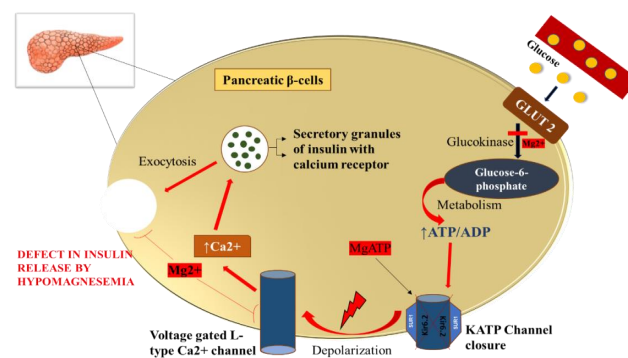 Glucose
Pancreatic β-cells
GLUT 2
Secretory granules
of insulin with
calcium receptor
Glucokinase
Mg2+
Exocytosis
Glucose-6-
phosphate
Metabolism
↑ATP/ADP
↑Ca2+
MgATP
DEFECT IN INSULIN
RELEASE BY
HYPOMAGNESEMIA
Mg2+
SUR1
Kir6.2
Kir6.2
SUR1
KATP Channel
closure
Voltage gated L-
type Ca2+ channel
Depolarization